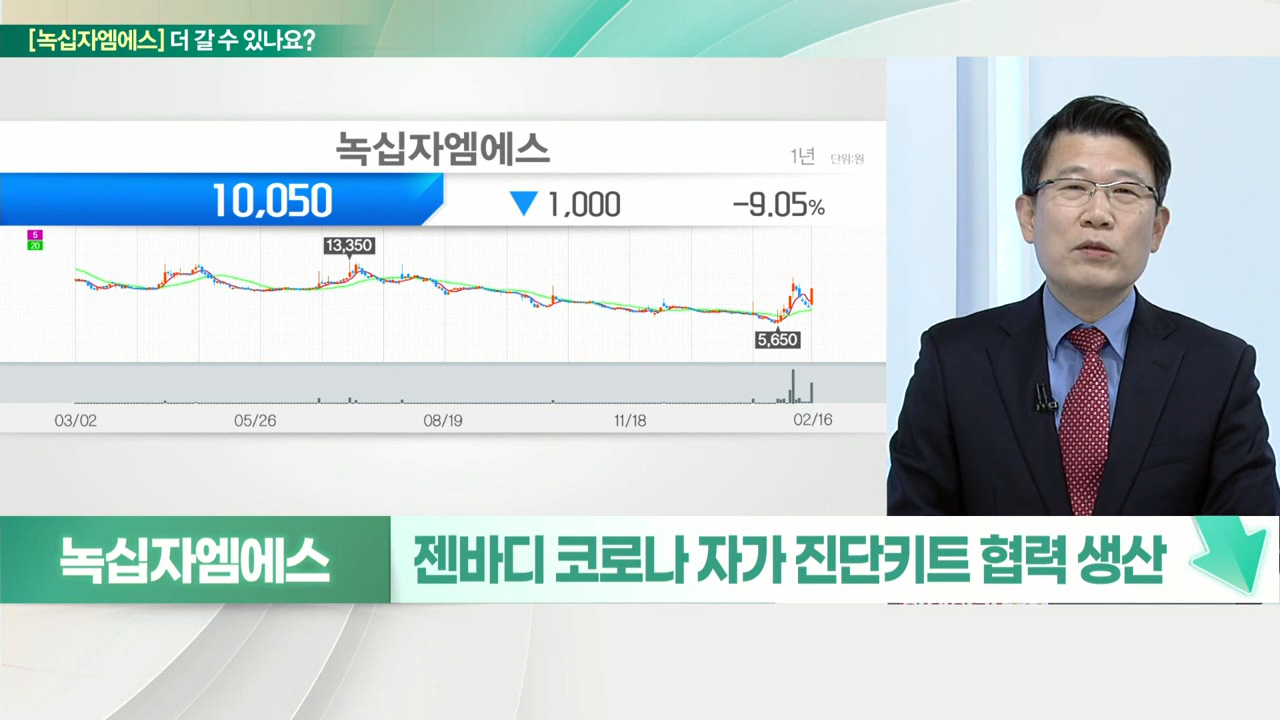 [녹십자엠에스] 더 갈 수 있나요?
녹십자엠에스
1년 단위:원
10,050 ▼ 1,000 -9.05%
5
20
13,350
5,650
03/02 05/26 08/19 11/18 02/16
녹십자엠에스 젠바디 코로나 자가 진단키트 협력 생산